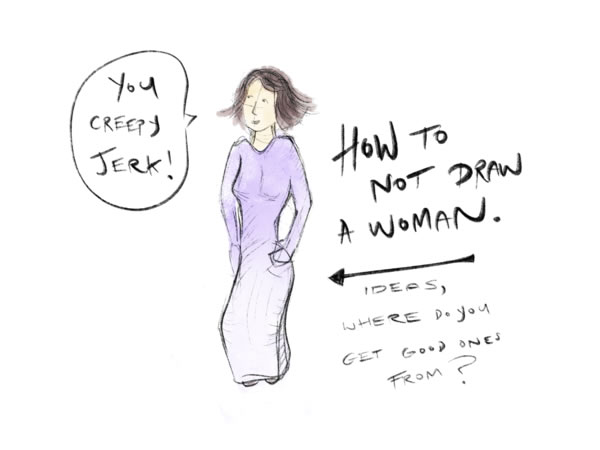 YOU
CREEPY
JERK!
HOW TO
NOT DRAW
A WOMAN.
IDEAS,
WHERE DO YOU
GET GOOD ONES
FROM?